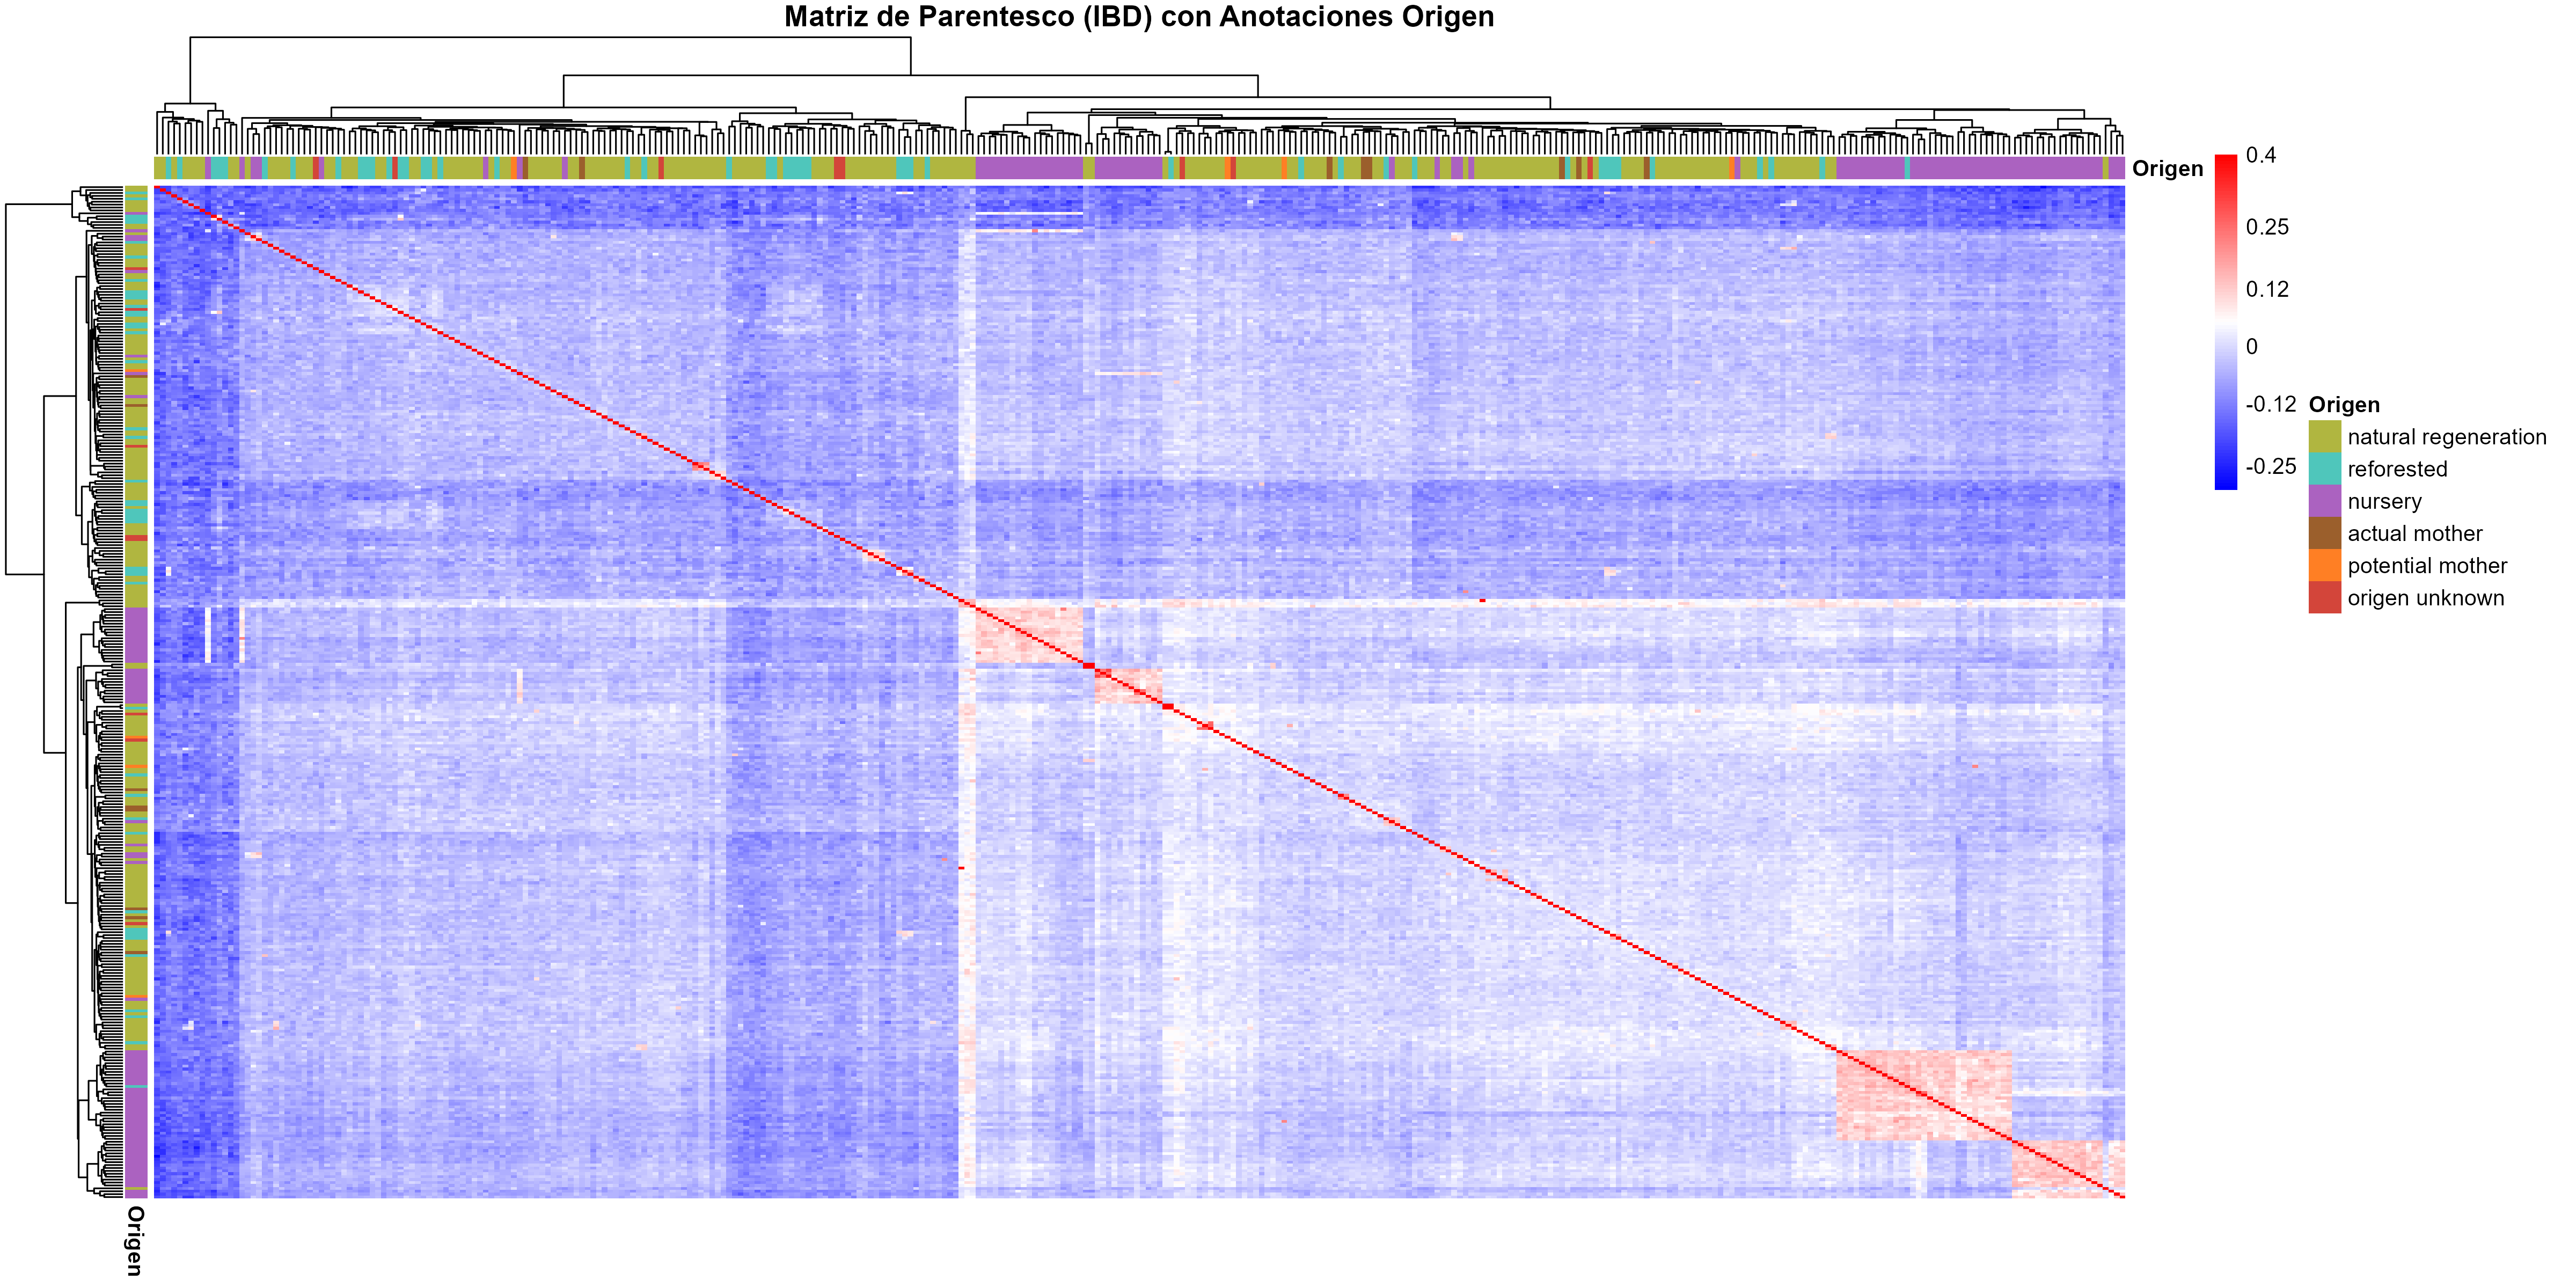 Matriz de Parentesco (IBD) con Anotaciones Origen
Origen
0.4
0.25
0.12
0
-0.12
-0.25
Origen
natural regeneration
reforested
nursery
actual mother
potential mother
origen unknown
Origen